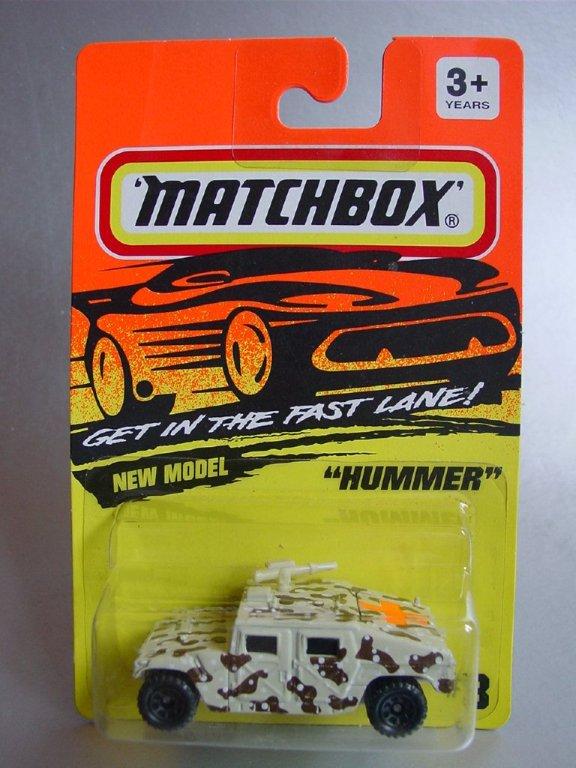 3+
YEARS
'MATCHBOX'®
GET IN THE FAST LANE!
NEW MODEL
"HUMMER"